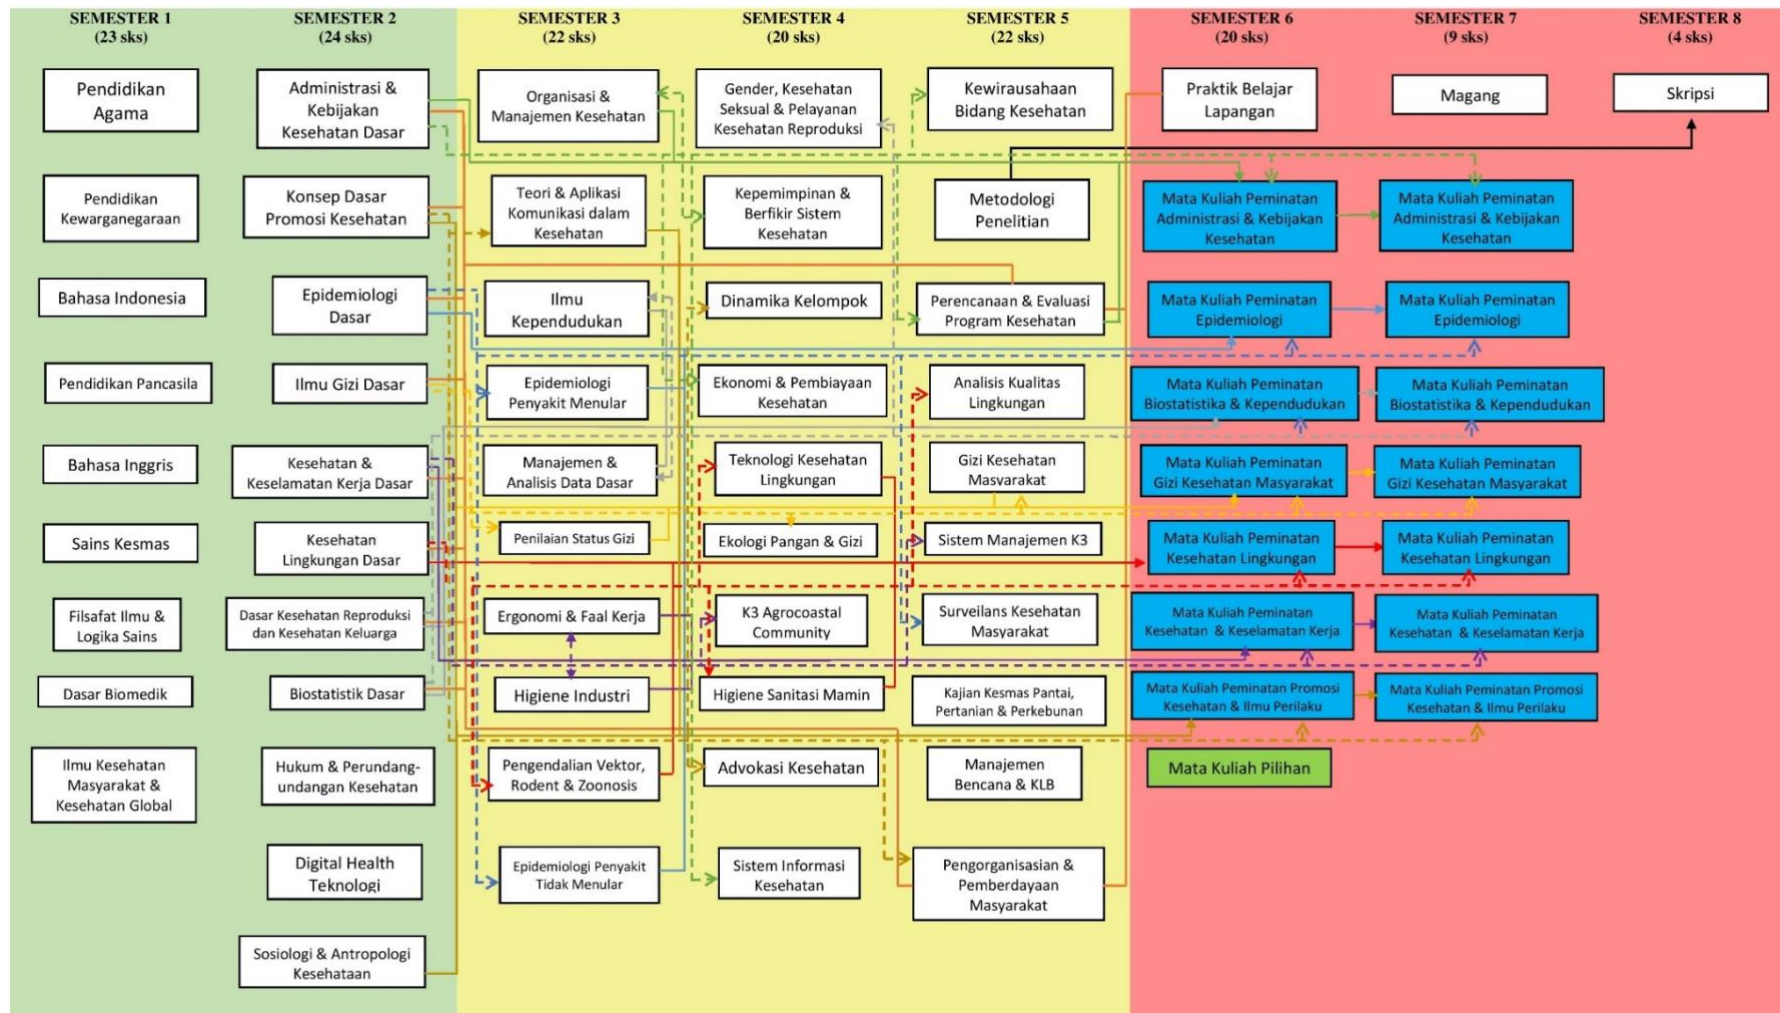 SEMESTER 1
(23 sks)
Pendidikan
Agama
Pendidikan
Kewarganegaraan
Bahasa Indonesia
Pendidikan Pancasila
Bahasa Inggris
Sains Kesmas
Filsafat Ilmu &
Logika Sains
Dasar Biomedik
Ilmu Kesehatan
Masyarakat &
Kesehatan Global
SEMESTER 2
(24 sks)
Administrasi &
Kebijakan
Kesehatan Dasar
Konsep Dasar
Promosi Kesehatan
Epidemiologi
Dasar
Ilmu Gizi Dasar
Kesehatan &
Keselamatan Kerja Dasar
Kesehatan
Lingkungan Dasar
Dasar Kesehatan Reproduksi
dan Kesehatan Keluarga
Biostatistik Dasar
Hukum & Perundang-
undangan Kesehatan
Digital Health
Teknologi
Sosiologi & Antropologi
Kesehataan
SEMESTER 3
(22 sks)
Organisasi &
Manajemen Kesehatan
Teori & Aplikasi
Komunikasi dalam
Kesehatan
Ilmu
Kependudukan
Epidemiologi
Penyakit Menular
Manajemen &
Analisis Data Dasar
Penilaian Status Gizi
Ergonomi & Faal Kerja
Higiene Industri
Pengendalian Vektor,
Rodent & Zoonosis
Epidemiologi Penyakit
Tidak Menular
SEMESTER 4
(20 sks)
Gender, Kesehatan
Seksual & Pelayanan
Kesehatan Reproduksi
Kepemimpinan &
Berfikir Sistem
Kesehatan
Dinamika Kelompok
Ekonomi & Pembiayaan
Kesehatan
Teknologi Kesehatan
Lingkungan
Ekologi Pangan & Gizi
K3 Agrocoastal
Community
Higiene Sanitasi Mamin
Advokasi Kesehatan
Sistem Informasi
Kesehatan
SEMESTER 5
(22 sks)
Kewirausahaan
Bidang Kesehatan
Metodologi
Penelitian
Perencanaan & Evaluasi
Program Kesehatan
Analisis Kualitas
Lingkungan
Gizi Kesehatan
Masyarakat
Sistem Manajemen K3
Surveilans Kesehatan
Masyarakat
Kajian Kesmas Pantai,
Pertanian & Perkebunan
Manajemen
Bencana & KLB
Pengorganisasian &
Pemberdayaan
Masyarakat
SEMESTER 6
(20 sks)
Praktik Belajar
Lapangan
Mata Kuliah Peminatan
Administrasi & Kebijakan
Kesehatan
Mata Kuliah Peminatan
Epidemiologi
Mata Kuliah Peminatan
Biostatistika & Kependudukan
Mata Kuliah Peminatan
Gizi Kesehatan Masyarakat
Mata Kuliah Peminatan
Kesehatan Lingkungan
Mata Kuliah Peminatan
Kesehatan & Keselamatan Kerja
Mata Kuliah Peminatan Promosi
Kesehatan & Ilmu Perilaku
Mata Kuliah Pilihan
SEMESTER 7
(9 sks)
Magang
Mata Kuliah Peminatan
Administrasi & Kebijakan
Kesehatan
Mata Kuliah Peminatan
Epidemiologi
Mata Kuliah Peminatan
Biostatistika & Kependudukan
Mata Kuliah Peminatan
Gizi Kesehatan Masyarakat
Mata Kuliah Peminatan
Kesehatan Lingkungan
Mata Kuliah Peminatan
Kesehatan & Keselamatan Kerja
Mata Kuliah Peminatan Promosi
Kesehatan & Ilmu Perilaku
SEMESTER 8
(4 sks)
Skripsi